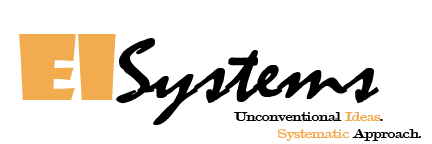 EI Systems
Unconventional Ideas.
Systematic Approach.